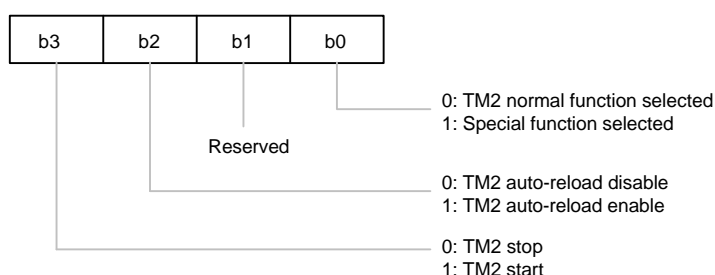 b3 b2 b1 b0
0: TM2 normal function selected
1: Special function selected
Reserved
0: TM2 auto-reload disable
1: TM2 auto-reload enable
0: TM2 stop
1: TM2 start